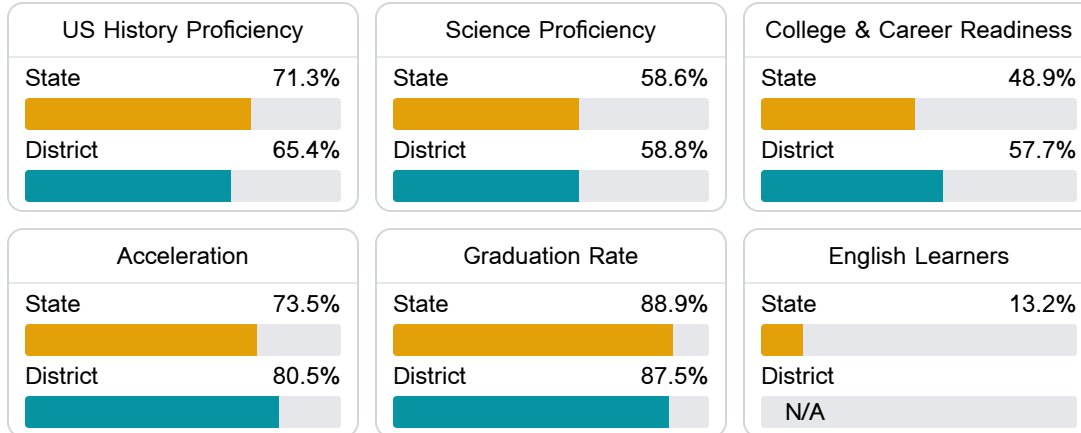 US History Proficiency
State 71.3%
District 65.4%
Science Proficiency
State 58.6%
District 58.8%
College & Career Readiness
State 48.9%
District 57.7%
Acceleration
State 73.5%
District 80.5%
Graduation Rate
State 88.9%
District 87.5%
English Learners
State 13.2%
District
N/A